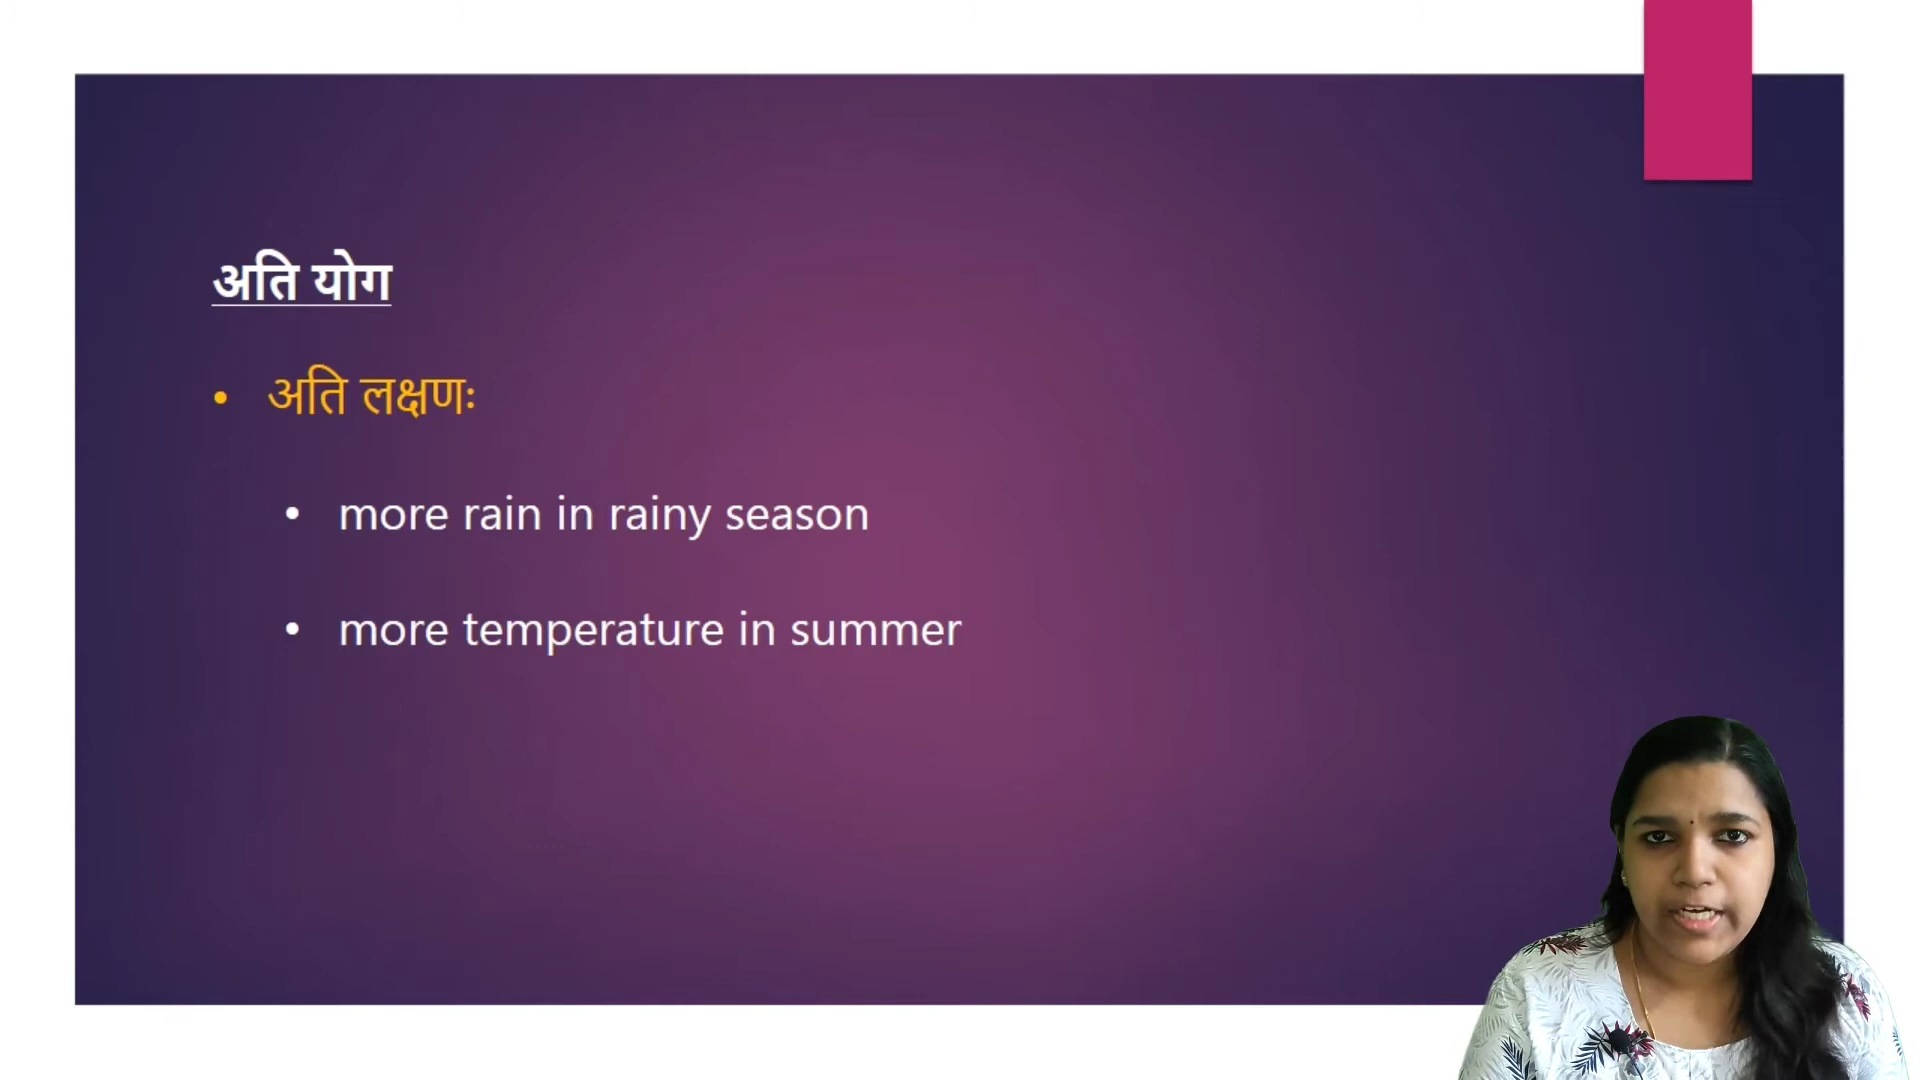 अति योग
• अति लक्षणः
• more rain in rainy season
• more temperature in summer